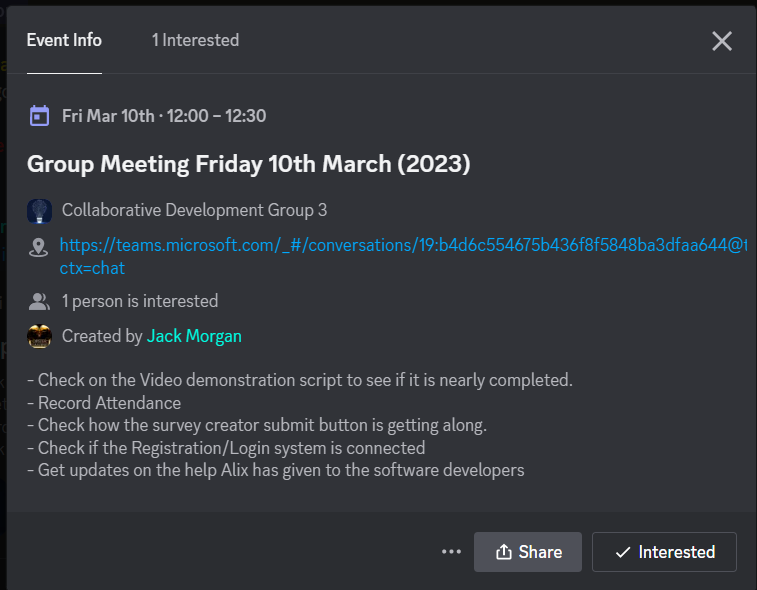 Event Info
1 Interested
Fri Mar 10th · 12:00 – 12:30
Group Meeting Friday 10th March (2023)
Collaborative Development Group 3
https://teams.microsoft.com/_#/conversations/19:b4d6c554675b436f8f5848ba3dfaa644@t
ctx=chat
1 person is interested
Created by Jack Morgan
- Check on the Video demonstration script to see if it is nearly completed.
- Record Attendance
- Check how the survey creator submit button is getting along.
- Check if the Registration/Login system is connected
- Get updates on the help Alix has given to the software developers
Share
Interested